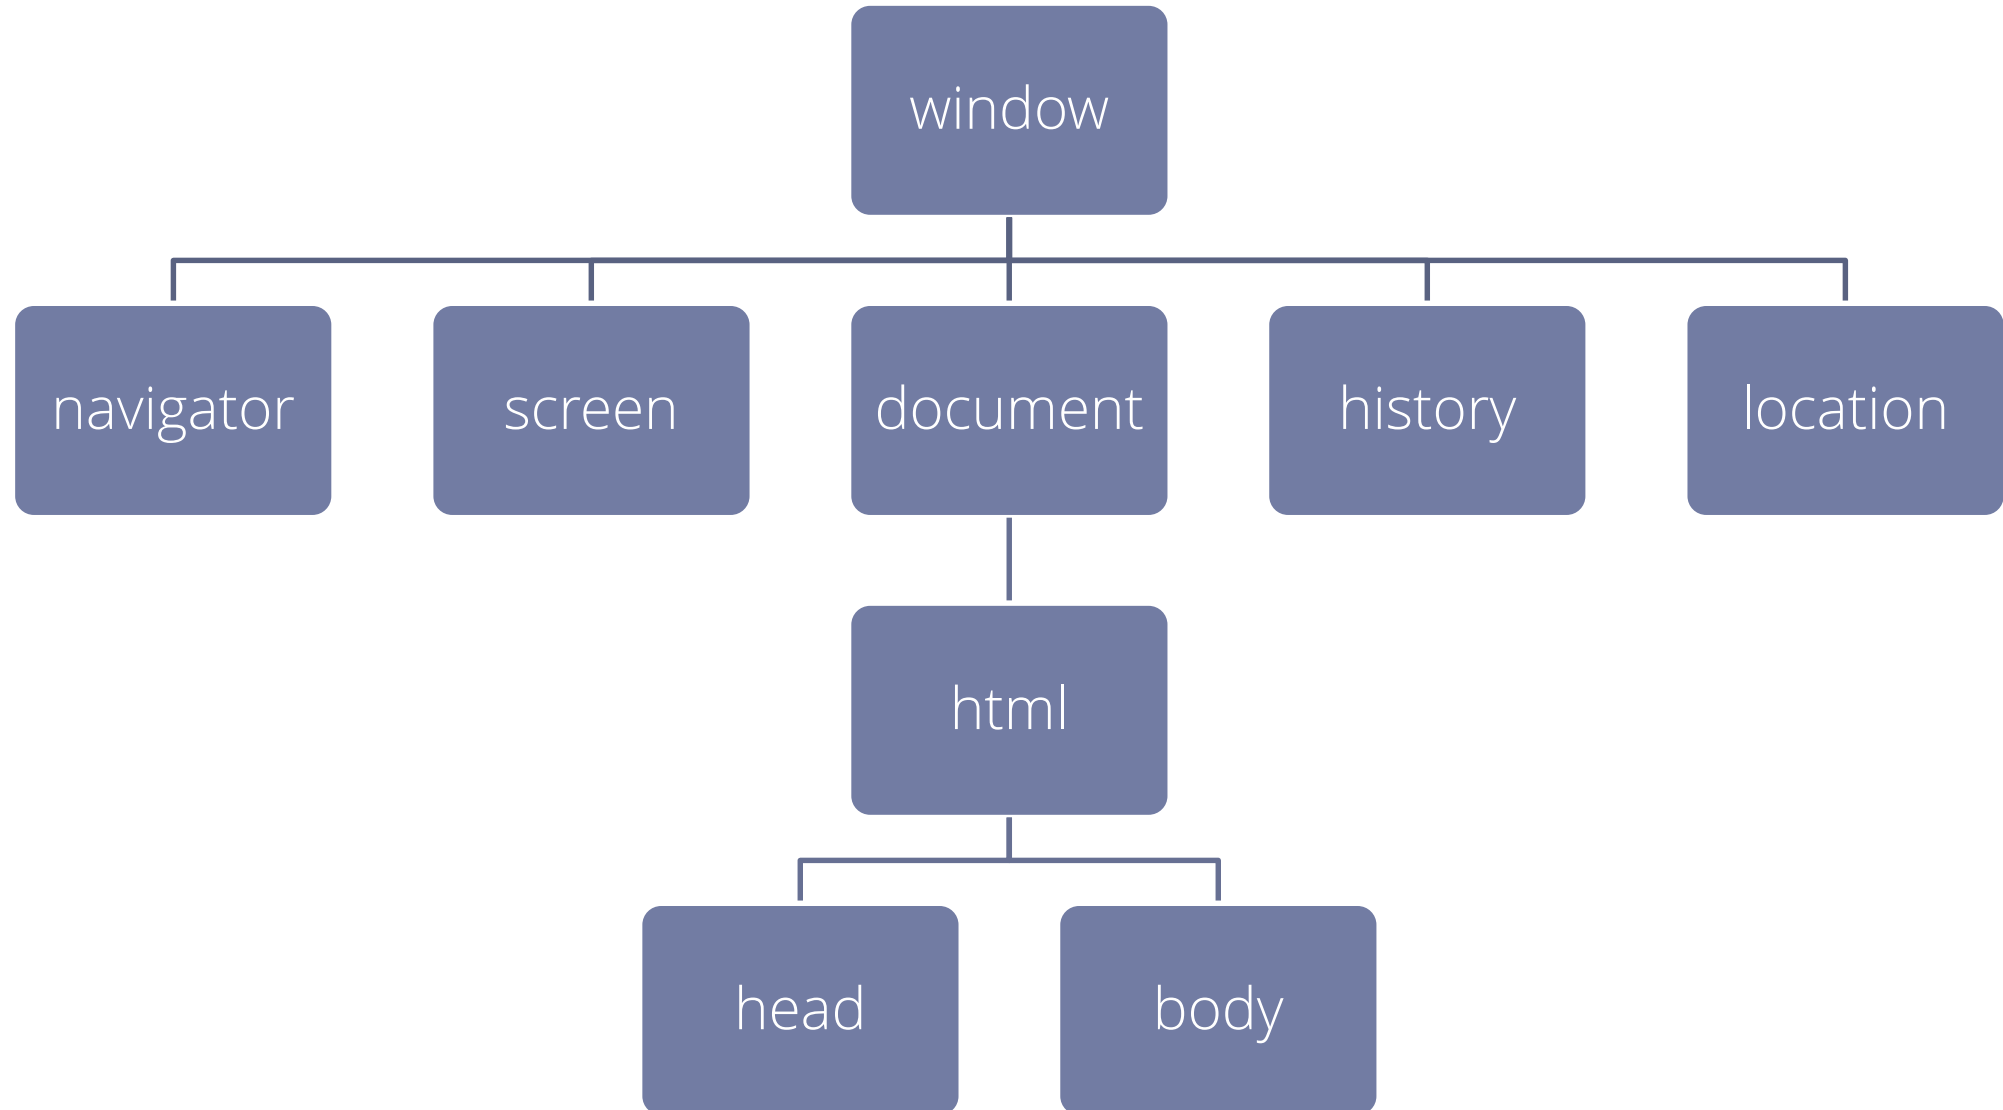 window
navigator
screen
document
history
location
html
head
body